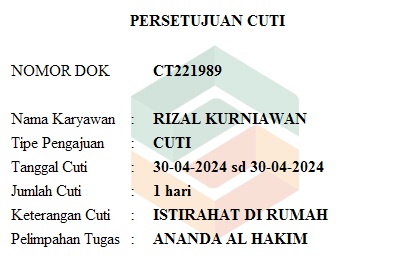 PERSETUJUAN CUTI
NOMOR DOK CT221989
Nama Karyawan : RIZAL KURNIAWAN
Tipe Pengajuan : CUTI
Tanggal Cuti : 30-04-2024 sd 30-04-2024
Jumlah Cuti : 1 hari
Keterangan Cuti : ISTIRAHAT DI RUMAH
Pelimpahan Tugas : ANANDA AL HAKIM